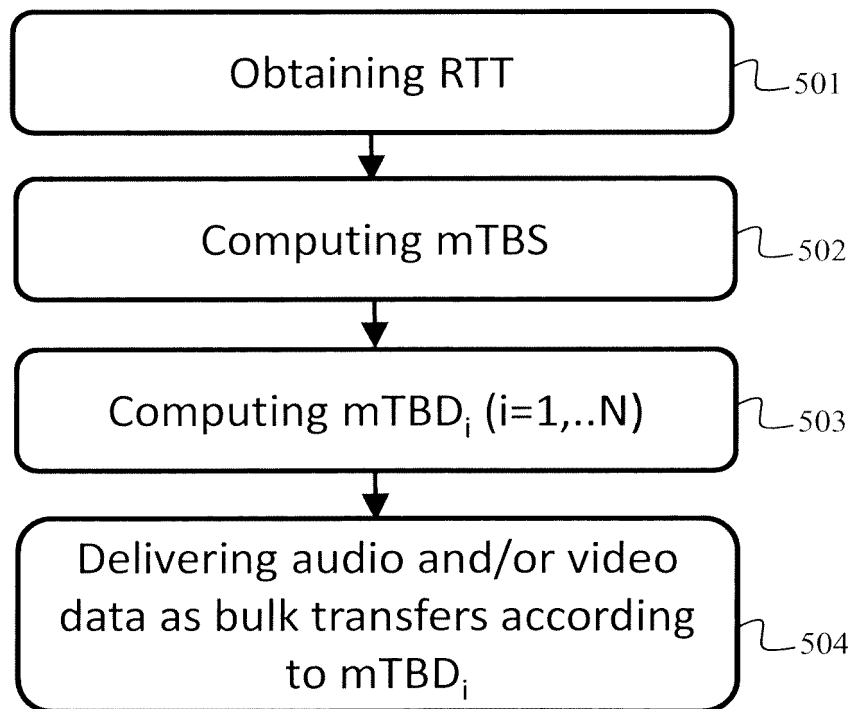 Obtaining RTT
501
Computing mTBS
502
Computing mTBDi (i=1,..N)
503
Delivering audio and/or video
data as bulk transfers according
to mTBDi
504